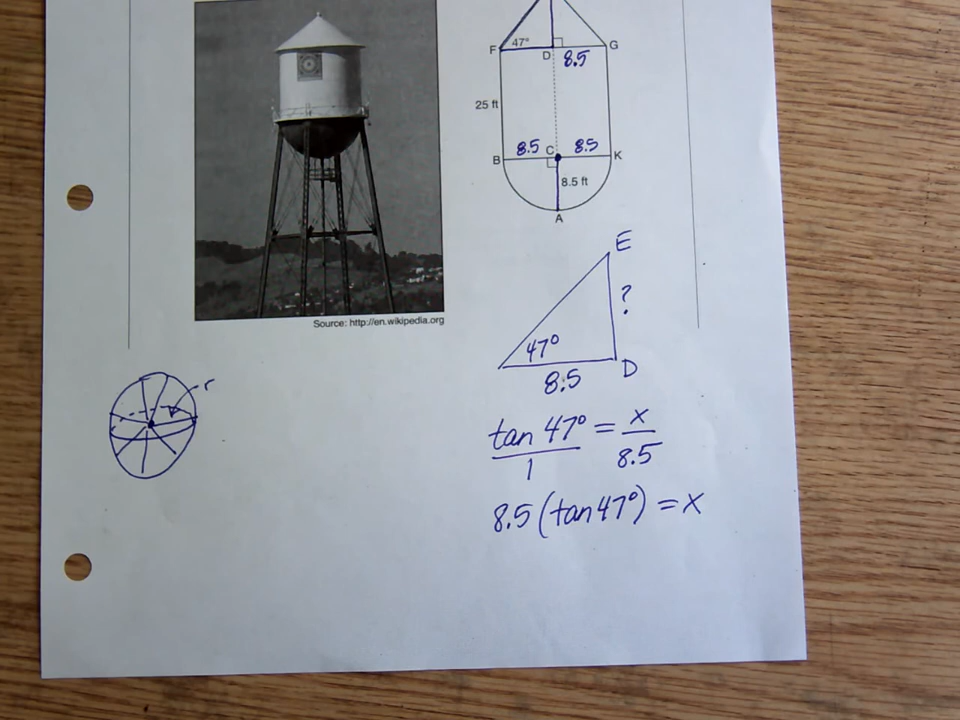 F 47° D G
8.5
25 ft
8.5 C 8.5
B K
8.5 ft
A
Source: http://en.wikipedia.org
E
?
47°
8.5 D
r
tan 47° = x
1 8.5
8.5 (tan 47°) = x